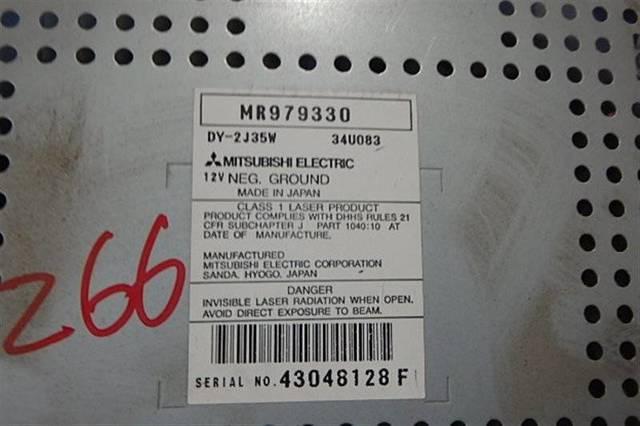 MR979330
DY-2J35W 34U083
MITSUBISHI ELECTRIC
12V NEG. GROUND
MADE IN JAPAN
CLASS 1 LASER PRODUCT
PRODUCT COMPLIES WITH DHHS RULES 21
CFR SUBCHAPTER J PART 1040:10 AT
DATE OF MANUFACTURE.
MANUFACTURED
MITSUBISHI ELECTRIC CORPORATION
SANDA, HYOGO, JAPAN
266
DANGER
INVISIBLE LASER RADIATION WHEN OPEN.
AVOID DIRECT EXPOSURE TO BEAM.
SERIAL NO. 43048128 F